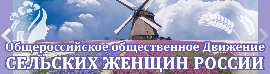 Общероссийское общественное Движение
СЕЛЬСКИХ ЖЕНЩИН РОССИИ